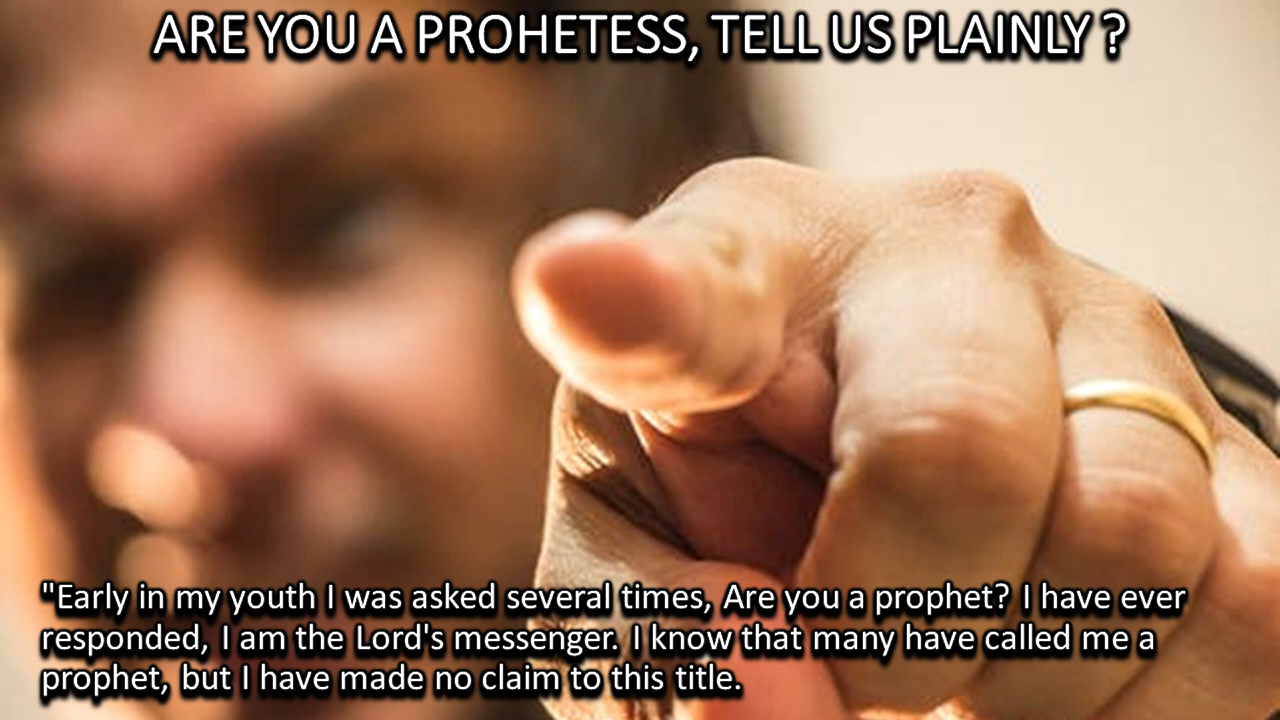 ARE YOU A PROHETESS, TELL US PLAINLY ?
"Early in my youth I was asked several times, Are you a prophet? I have ever
responded, I am the Lord's messenger. I know that many have called me a
prophet, but I have made no claim to this title.